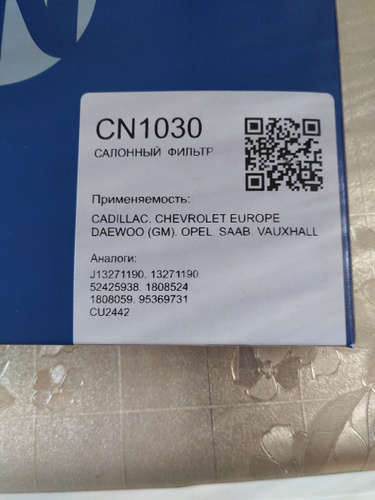 CN1030
САЛОННЫЙ ФИЛЬТР
Применяемость:
CADILLAC. CHEVROLET EUROPE
DAEWOO (GM). OPEL. SAAB. VAUXHALL
Аналоги:
J13271190. 13271190
52425938. 1808524
1808059. 95369731
CU2442